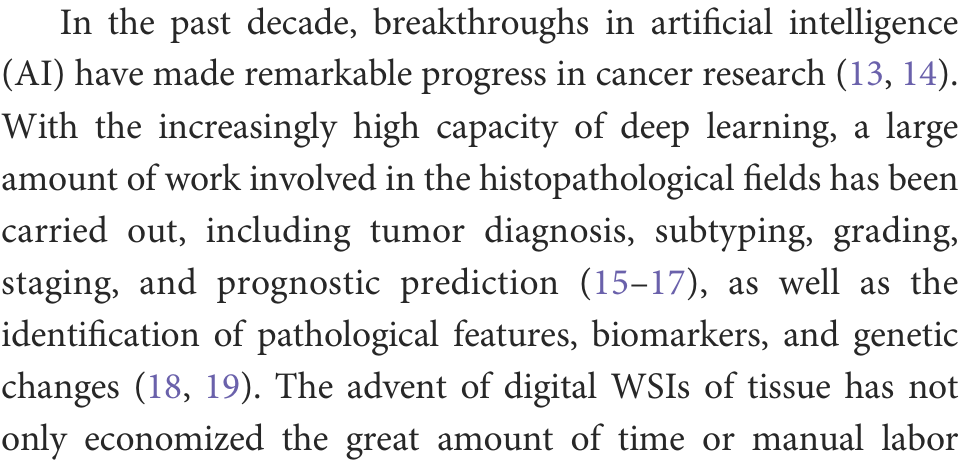 In the past decade, breakthroughs in artificial intelligence
(AI) have made remarkable progress in cancer research (13, 14).
With the increasingly high capacity of deep learning, a large
amount of work involved in the histopathological fields has been
carried out, including tumor diagnosis, subtyping, grading,
staging, and prognostic prediction (15–17), as well as the
identification of pathological features, biomarkers, and genetic
changes (18, 19). The advent of digital WSIs of tissue has not
only economized the great amount of time or manual labor